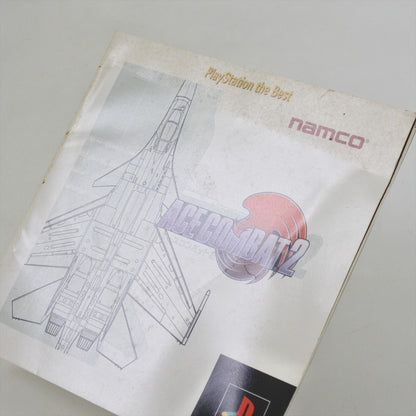 PlayStation the Best
namco
ACE COMBAT 2